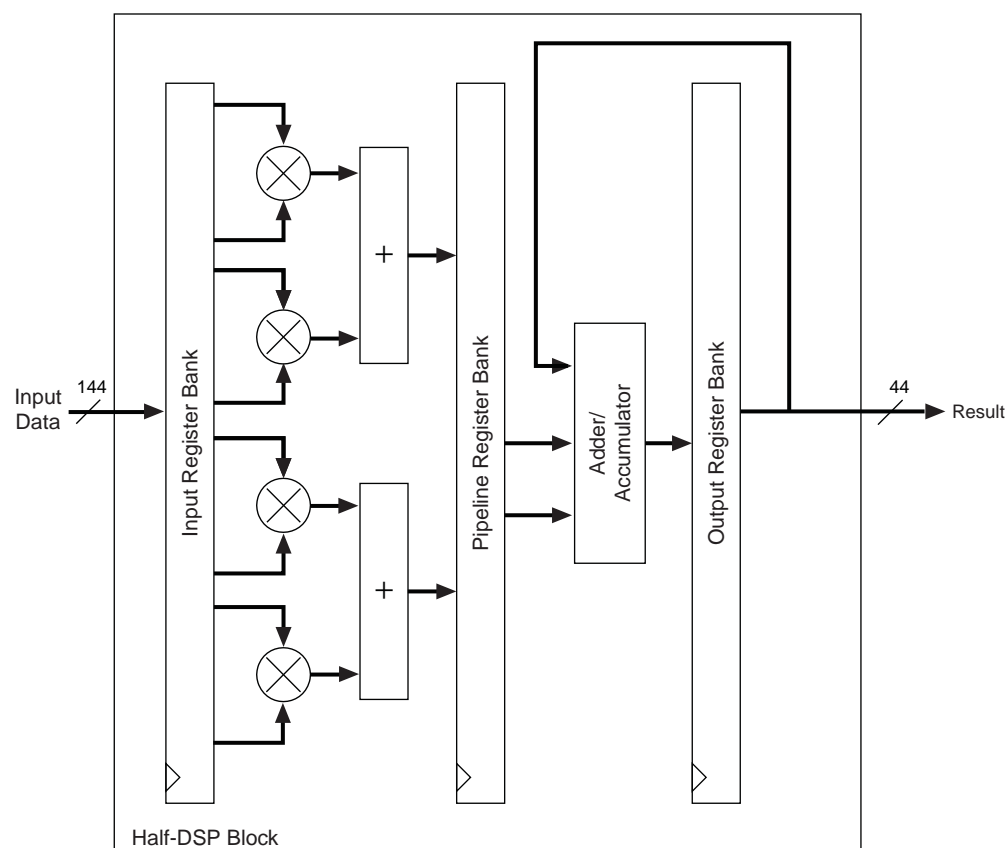 Input
Data
144
Input Register Bank
+
+
Pipeline Register Bank
Adder/
Accumulator
Output Register Bank
44
Result
Half-DSP Block